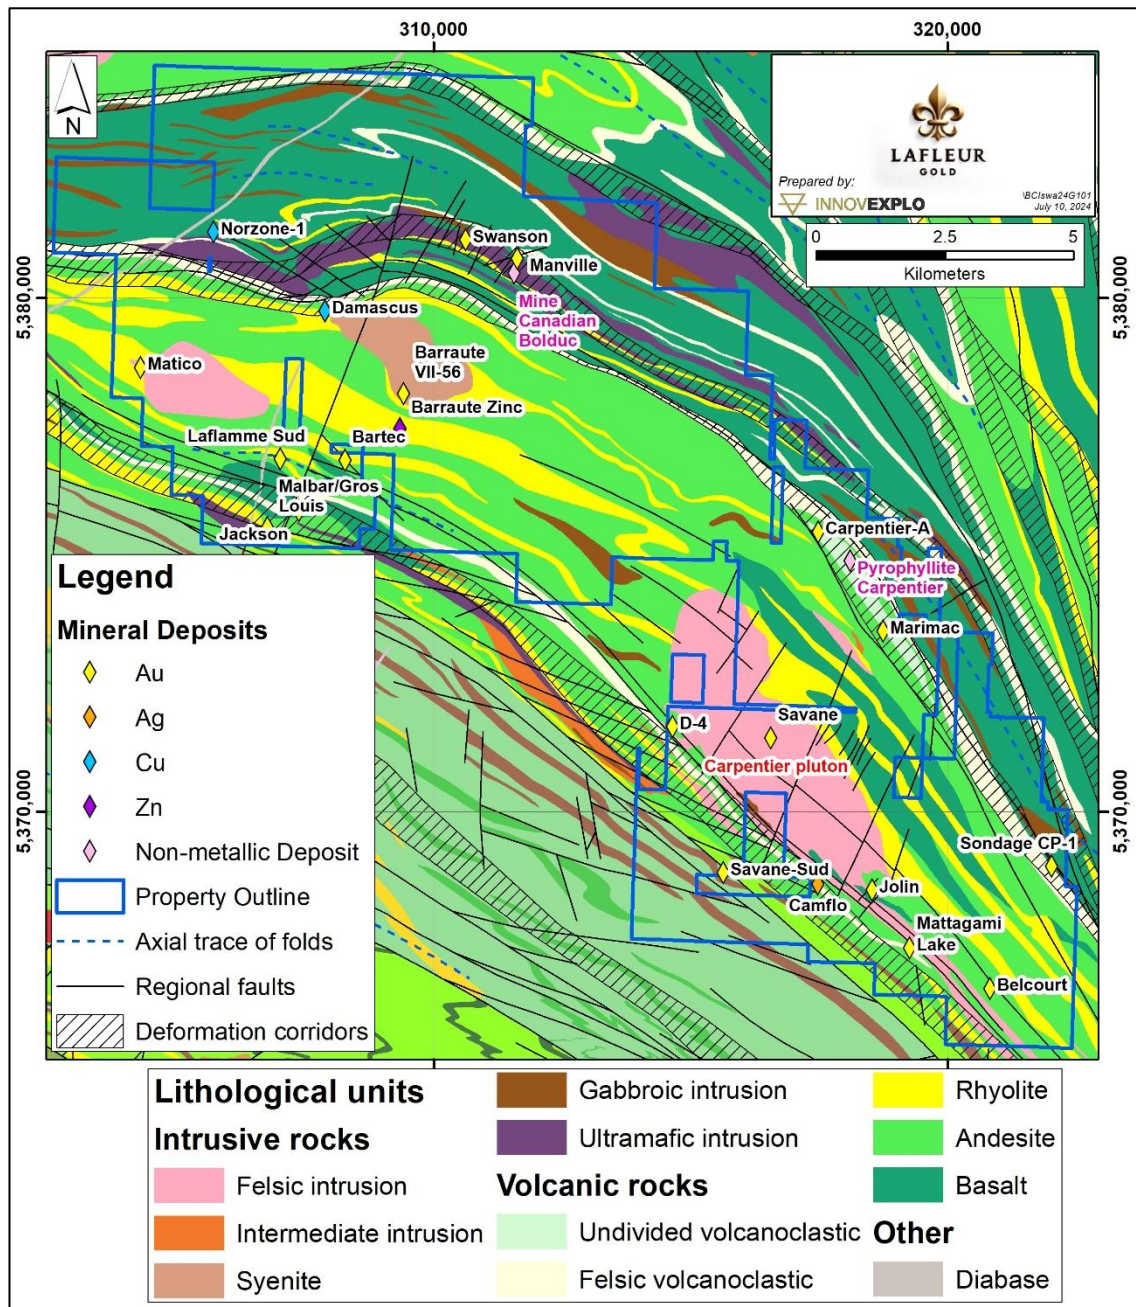 310,000
320,000
N
LAFLEUR
GOLD
Prepared by:
INNOVEXPLO
\BCIswa24G101
July 10, 2024
0
2.5
5
Kilometers
5,380,000
5,380,000
5,370,000
5,370,000
Norzone-1
Swanson
Manville
Mine
Canadian
Bolduc
Damascus
Matico
Barraute
VII-56
Barraute Zinc
Laflamme Sud
Bartec
Malbar/Gros
Louis
Jackson
Carpentier-A
Pyrophyllite
Carpentier
Marimac
D-4
Savane
Carpentier pluton
Sondage CP-1
Savane-Sud
Camflo
Jolin
Mattagami
Lake
Belcourt
Legend
Mineral Deposits
Au
Ag
Cu
Zn
Non-metallic Deposit
Property Outline
Axial trace of folds
Regional faults
Deformation corridors
Lithological units
Intrusive rocks
Felsic intrusion
Intermediate intrusion
Syenite
Gabbroic intrusion
Ultramafic intrusion
Volcanic rocks
Undivided volcanoclastic
Felsic volcanoclastic
Rhyolite
Andesite
Basalt
Other
Diabase